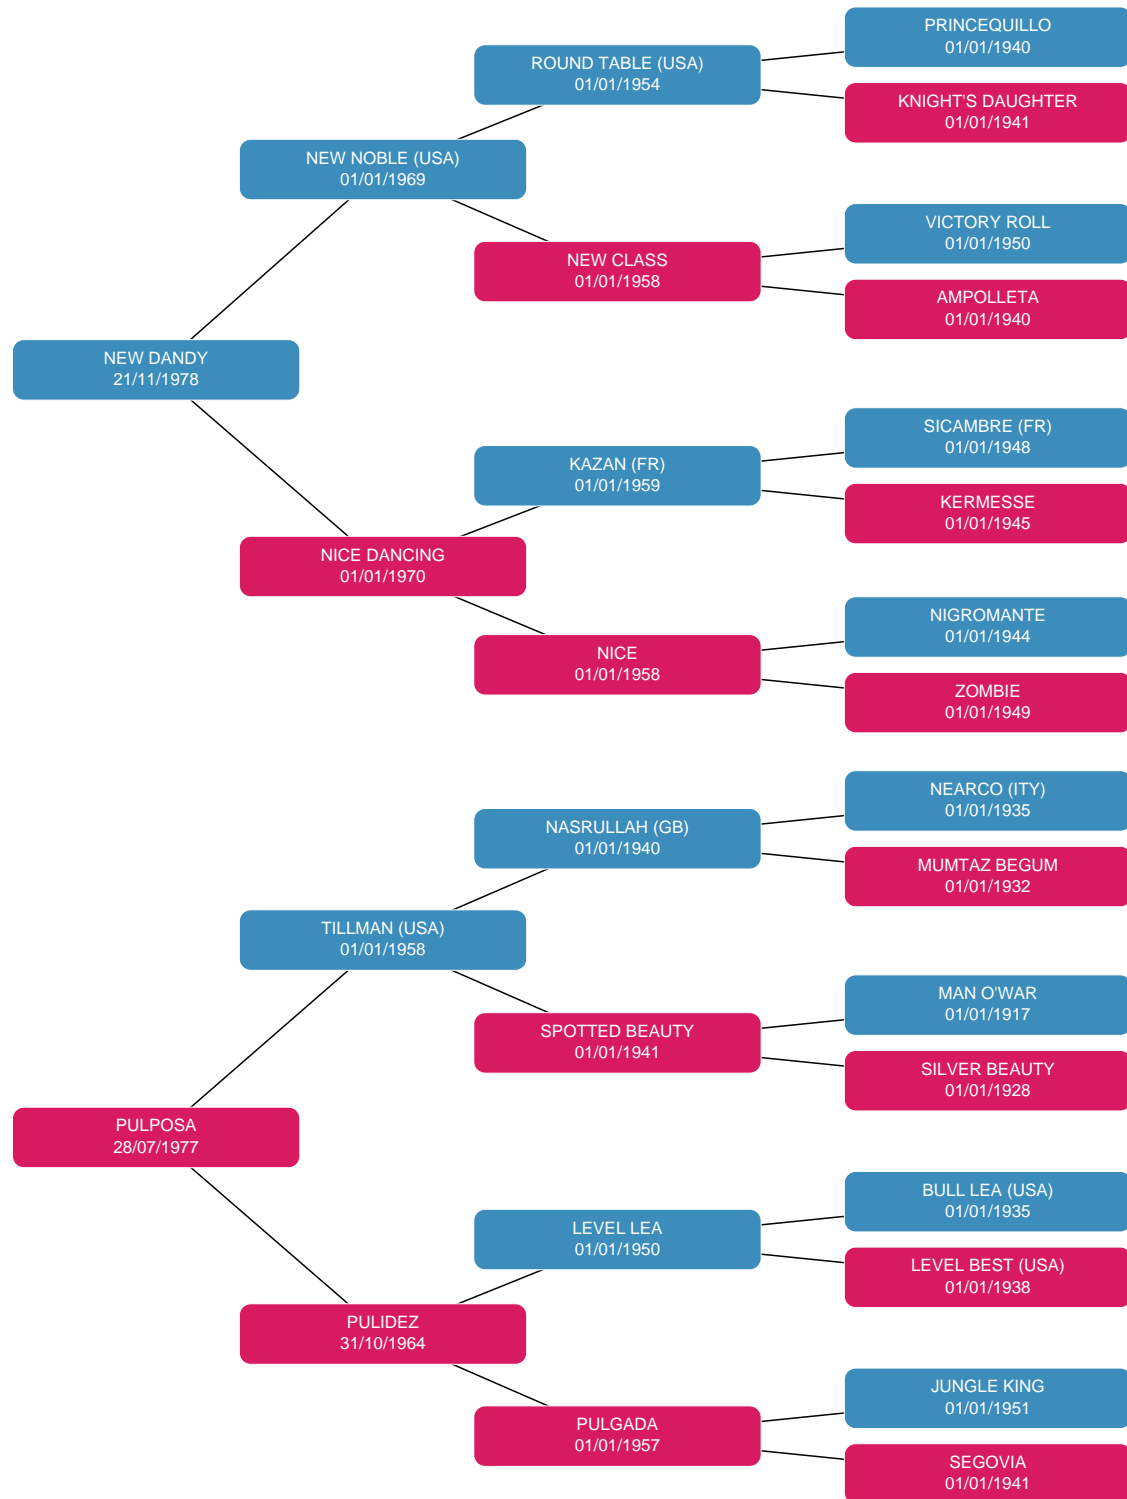 PRINCEQUILLO
01/01/1940
ROUND TABLE (USA)
01/01/1954
KNIGHT'S DAUGHTER
01/01/1941
NEW NOBLE (USA)
01/01/1969
VICTORY ROLL
01/01/1950
NEW CLASS
01/01/1958
AMPOLLETA
01/01/1940
NEW DANDY
21/11/1978
SICAMBRE (FR)
01/01/1948
KAZAN (FR)
01/01/1959
KERMESSE
01/01/1945
NICE DANCING
01/01/1970
NIGROMANTE
01/01/1944
NICE
01/01/1958
ZOMBIE
01/01/1949
NEARCO (ITY)
01/01/1935
NASRULLAH (GB)
01/01/1940
MUMTAZ BEGUM
01/01/1932
TILLMAN (USA)
01/01/1958
MAN O'WAR
01/01/1917
SPOTTED BEAUTY
01/01/1941
SILVER BEAUTY
01/01/1928
PULPOSA
28/07/1977
BULL LEA (USA)
01/01/1935
LEVEL LEA
01/01/1950
LEVEL BEST (USA)
01/01/1938
PULIDEZ
31/10/1964
JUNGLE KING
01/01/1951
PULGADA
01/01/1957
SEGOVIA
01/01/1941